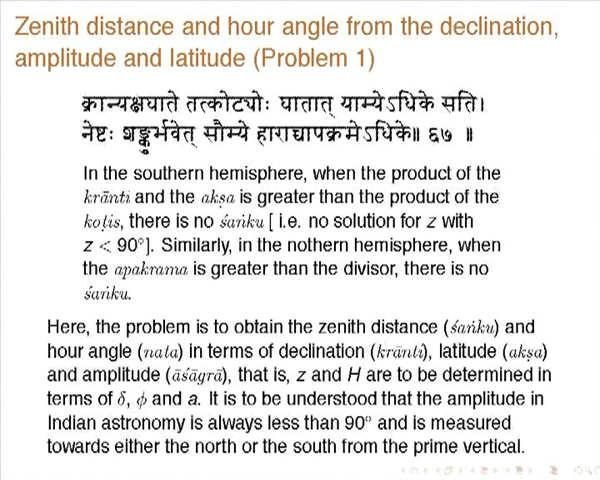 Zenith distance and hour angle from the declination,
amplitude and latitude (Problem 1)
क्रान्त्यक्षघाते तत्कोट्योः घातात् याम्येऽधिके सति।
नेष्टः शङ्कुर्भवेत् सौम्ये हाराच्चापक्रमेऽधिके॥ ६७ ॥
In the southern hemisphere, when the product of the
krānti and the akṣa is greater than the product of the
koṭis, there is no śaṅku [ i.e. no solution for z with
z < 90°]. Similarly, in the nothern hemisphere, when
the apakrama is greater than the divisor, there is no
śaṅku.
Here, the problem is to obtain the zenith distance (śaṅku) and
hour angle (nata) in terms of declination (krānti), latitude (akṣa)
and amplitude (āśāgrā), that is, z and H are to be determined in
terms of δ, ϕ and a. It is to be understood that the amplitude in
Indian astronomy is always less than 90° and is measured
towards either the north or the south from the prime vertical.